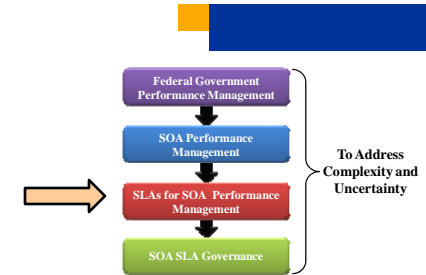 Federal Government
Performance Management
SOA Performance
Management
To Address
Complexity and
Uncertainty
SLAs for SOA Performance
Management
SOA SLA Governance